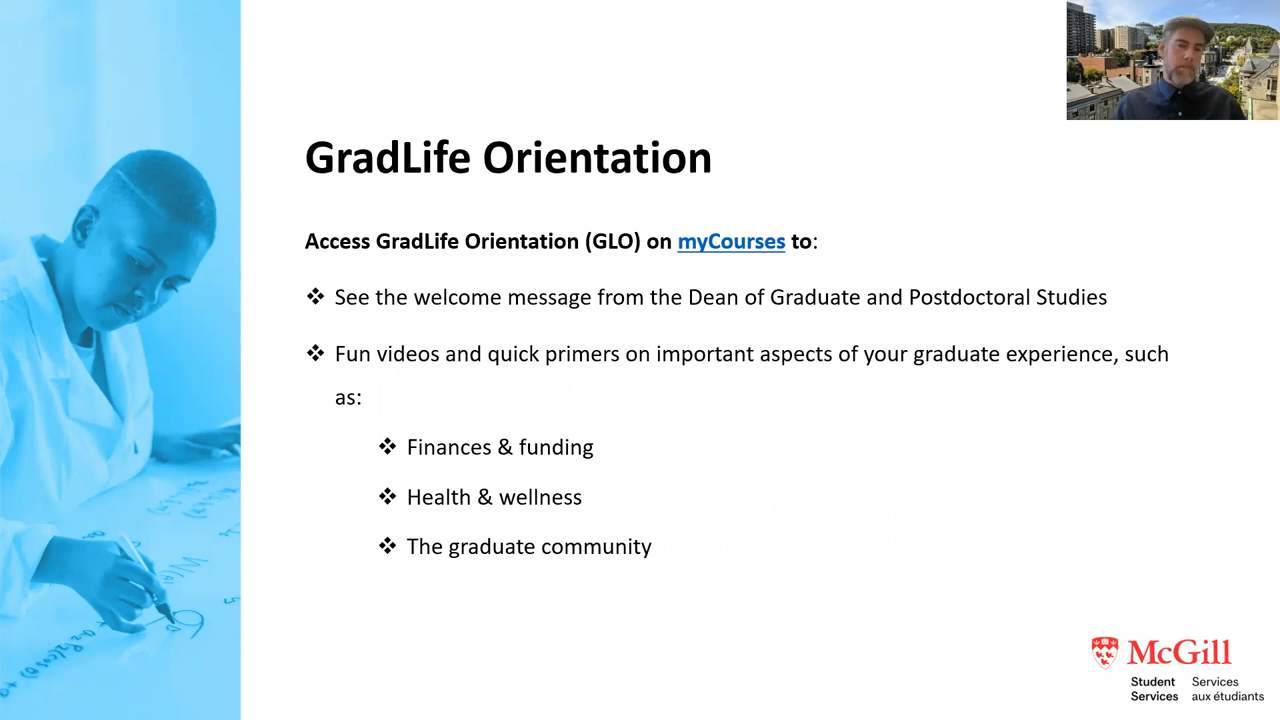 GradLife Orientation
Access GradLife Orientation (GLO) on myCourses to:
❖ See the welcome message from the Dean of Graduate and Postdoctoral Studies
❖ Fun videos and quick primers on important aspects of your graduate experience, such
as:
❖ Finances & funding
❖ Health & wellness
❖ The graduate community
McGill
Student Services
Services aux étudiants